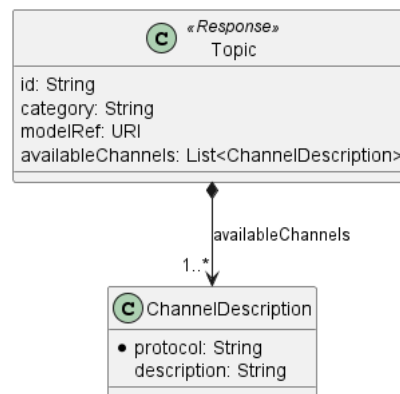 C «Response»
Topic
id: String
category: String
modelRef: URI
availableChannels: List<ChannelDescription>
availableChannels
1..*
C ChannelDescription
protocol: String
description: String